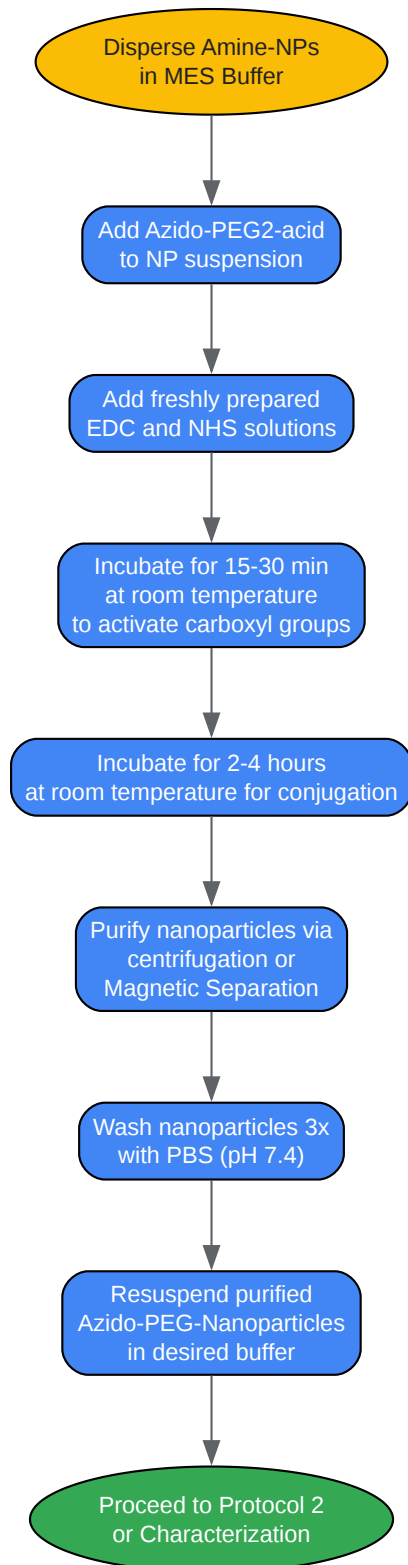 Disperse Amine-NPs
in MES Buffer
Add Azido-PEG2-acid
to NP suspension
Add freshly prepared
EDC and NHS solutions
Incubate for 15-30 min
at room temperature
to activate carboxyl groups
Incubate for 2-4 hours
at room temperature for conjugation
Purify nanoparticles via
centrifugation or
Magnetic Separation
Wash nanoparticles 3x
with PBS (pH 7.4)
Resuspend purified
Azido-PEG-Nanoparticles
in desired buffer
Proceed to Protocol 2
or Characterization